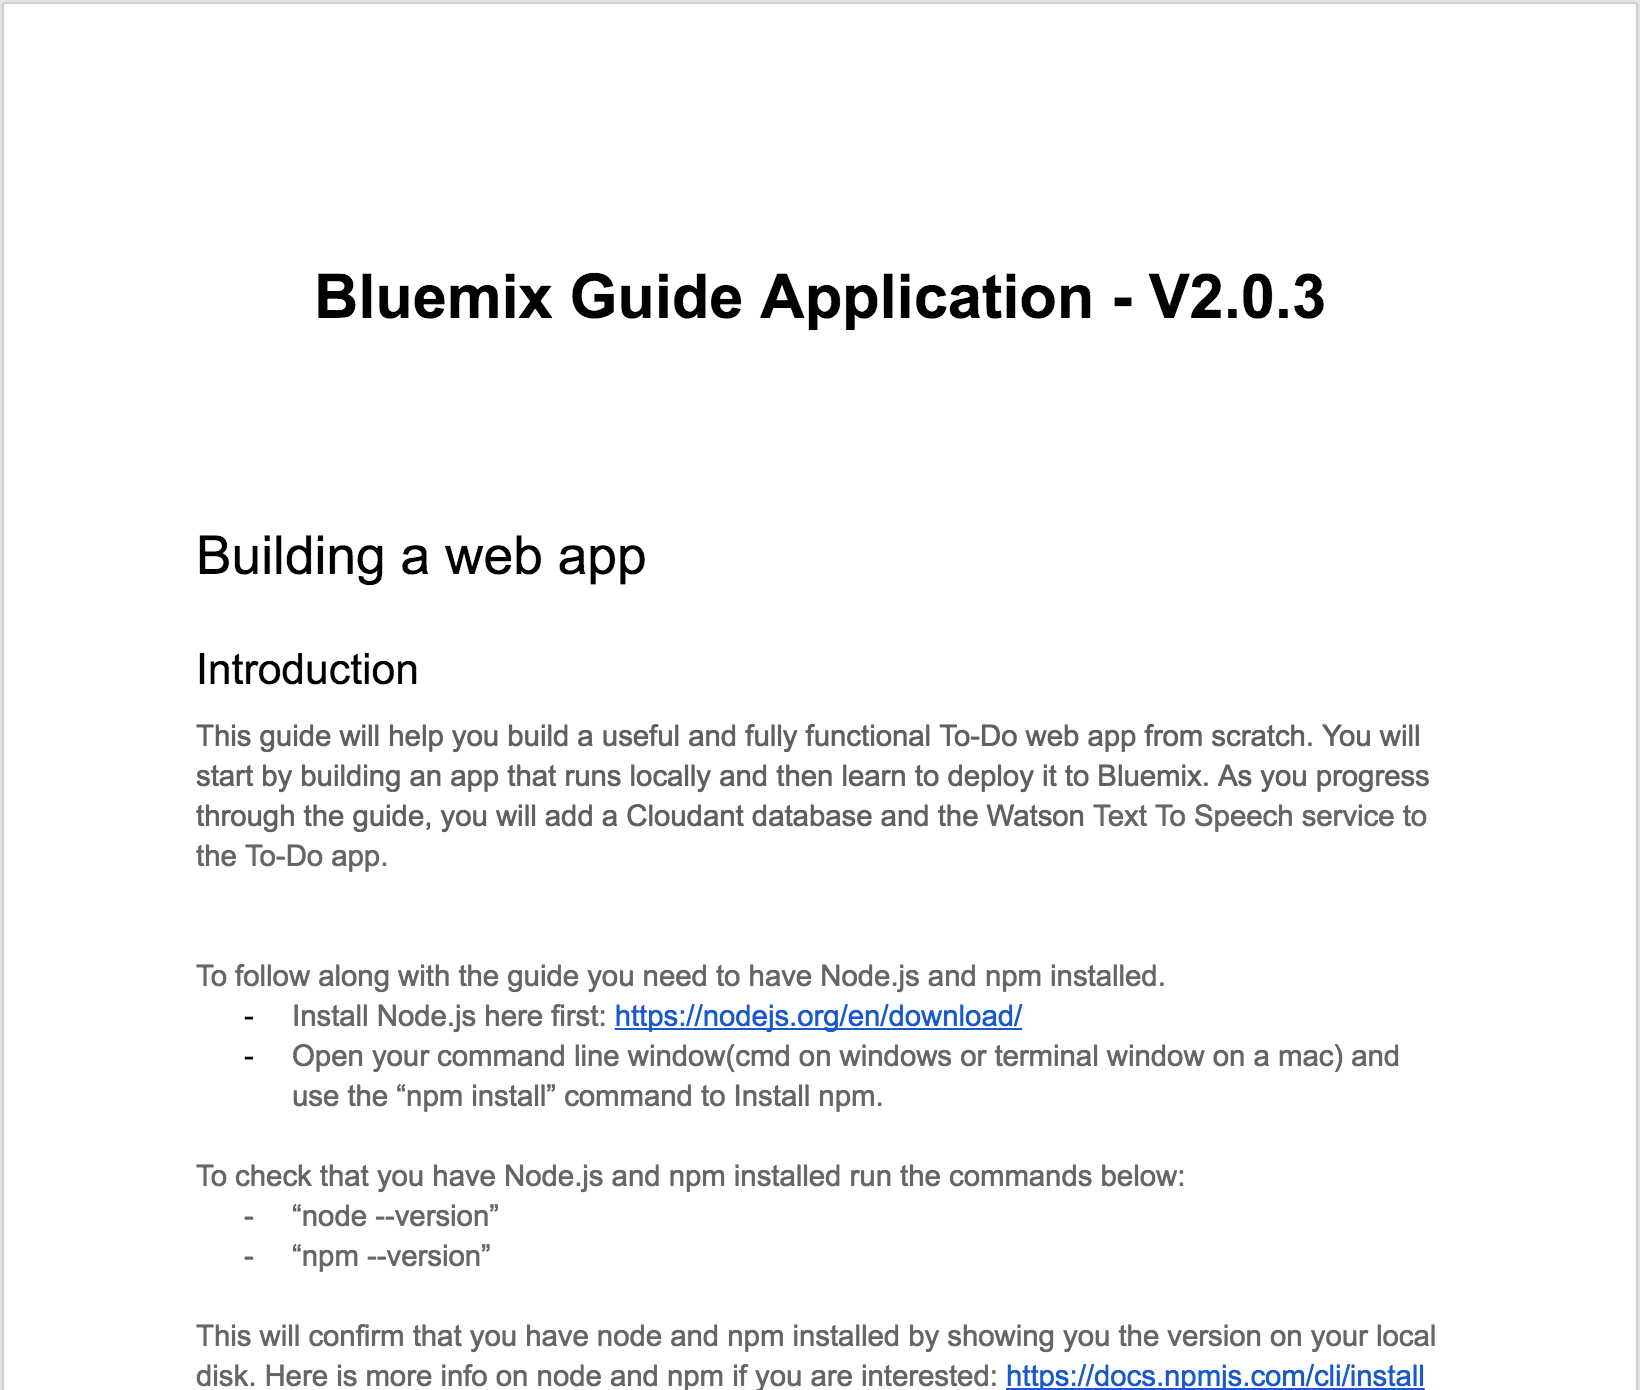 Bluemix Guide Application - V2.0.3
Building a web app
Introduction
This guide will help you build a useful and fully functional To-Do web app from scratch. You will
start by building an app that runs locally and then learn to deploy it to Bluemix. As you progress
through the guide, you will add a Cloudant database and the Watson Text To Speech service to
the To-Do app.
To follow along with the guide you need to have Node.js and npm installed.
- Install Node.js here first: https://nodejs.org/en/download/
- Open your command line window(cmd on windows or terminal window on a mac) and
use the “npm install” command to Install npm.
To check that you have Node.js and npm installed run the commands below:
- “node --version”
- “npm --version”
This will confirm that you have node and npm installed by showing you the version on your local
disk. Here is more info on node and npm if you are interested: https://docs.npmjs.com/cli/install